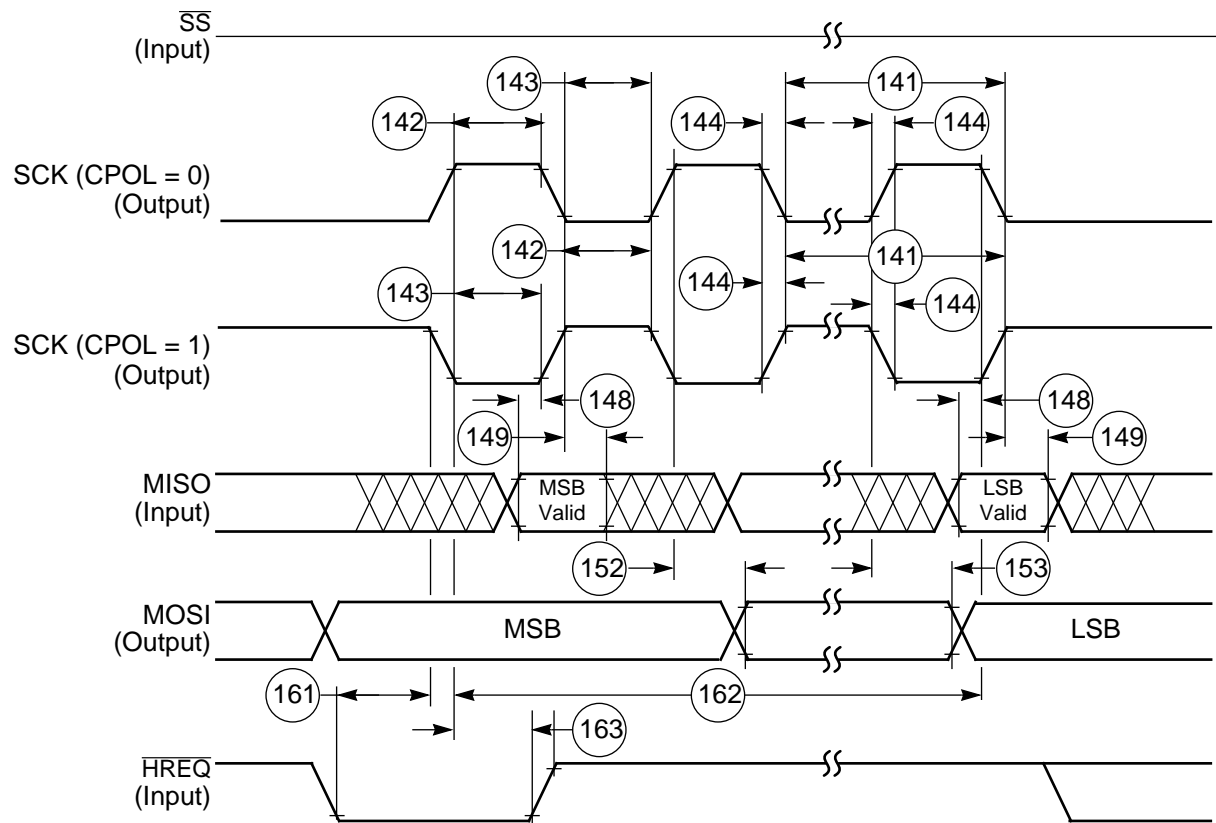 SS
(Input)
143
141
142
144
144
SCK (CPOL = 0)
(Output)
142
141
143
144
144
SCK (CPOL = 1)
(Output)
148
148
149
149
MISO
(Input)
MSB
Valid
LSB
Valid
152
153
MOSI
(Output)
MSB
LSB
161
162
163
HREQ
(Input)